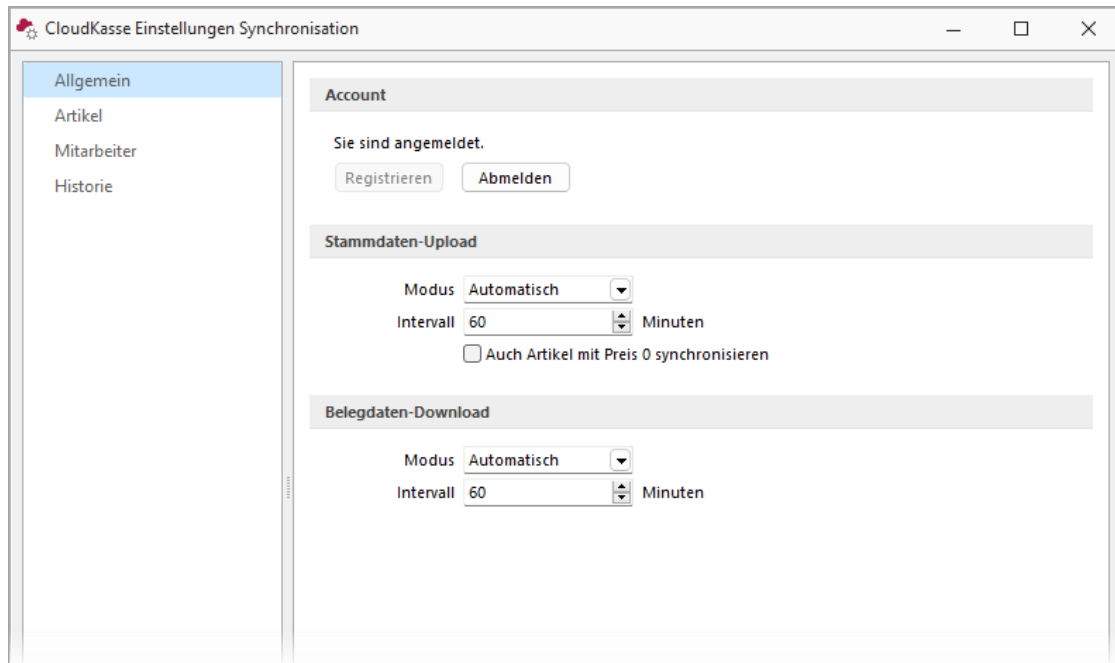 CloudKasse Einstellungen Synchronisation
Allgemein
Artikel
Mitarbeiter
Historie
Account
Sie sind angemeldet.
Registrieren Abmelden
Stammdaten-Upload
Modus Automatisch
Intervall 60 Minuten
Auch Artikel mit Preis 0 synchronisieren
Belegdaten-Download
Modus Automatisch
Intervall 60 Minuten